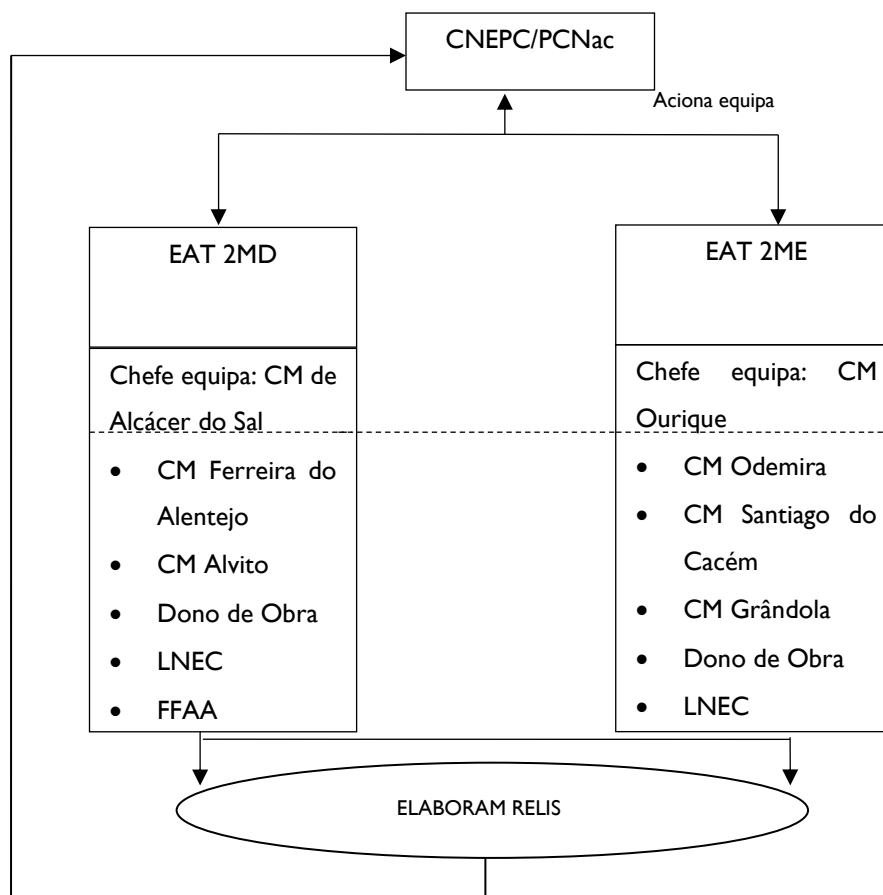 CNEPC/PCNac
Aciona equipa
EAT 2MD
Chefe equipa: CM de
Alcácer do Sal
• CM Ferreira do
Alentejo
• CM Alvito
• Dono de Obra
• LNEC
• FFAA
EAT 2ME
Chefe equipa: CM
Ourique
• CM Odemira
• CM Santiago do
Cacém
• CM Grândola
• Dono de Obra
• LNEC
ELABORAM RELIS